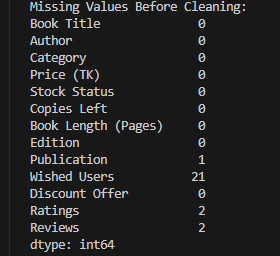 Missing Values Before Cleaning:
Book Title 0
Author 0
Category 0
Price (TK) 0
Stock Status 0
Copies Left 0
Book Length (Pages) 0
Edition 0
Publication 1
Wished Users 21
Discount Offer 0
Ratings 2
Reviews 2
dtype: int64